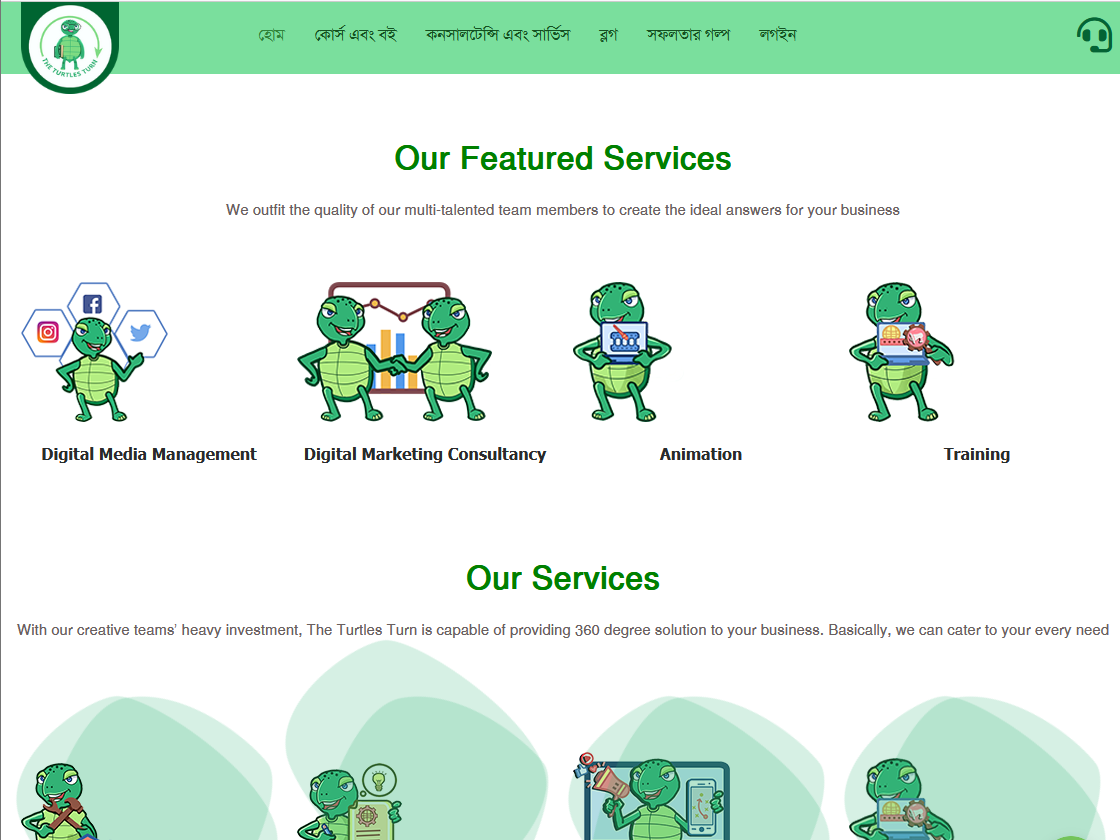 THE TURTLES TURN
হোম কোর্স এবং বই কনসালটেন্সি এবং সার্ভিস ব্লগ সফলতার গল্প লগইন
Our Featured Services
We outfit the quality of our multi-talented team members to create the ideal answers for your business
Digital Media Management Digital Marketing Consultancy Animation Training
Our Services
With our creative teams' heavy investment, The Turtles Turn is capable of providing 360 degree solution to your business. Basically, we can cater to your every need